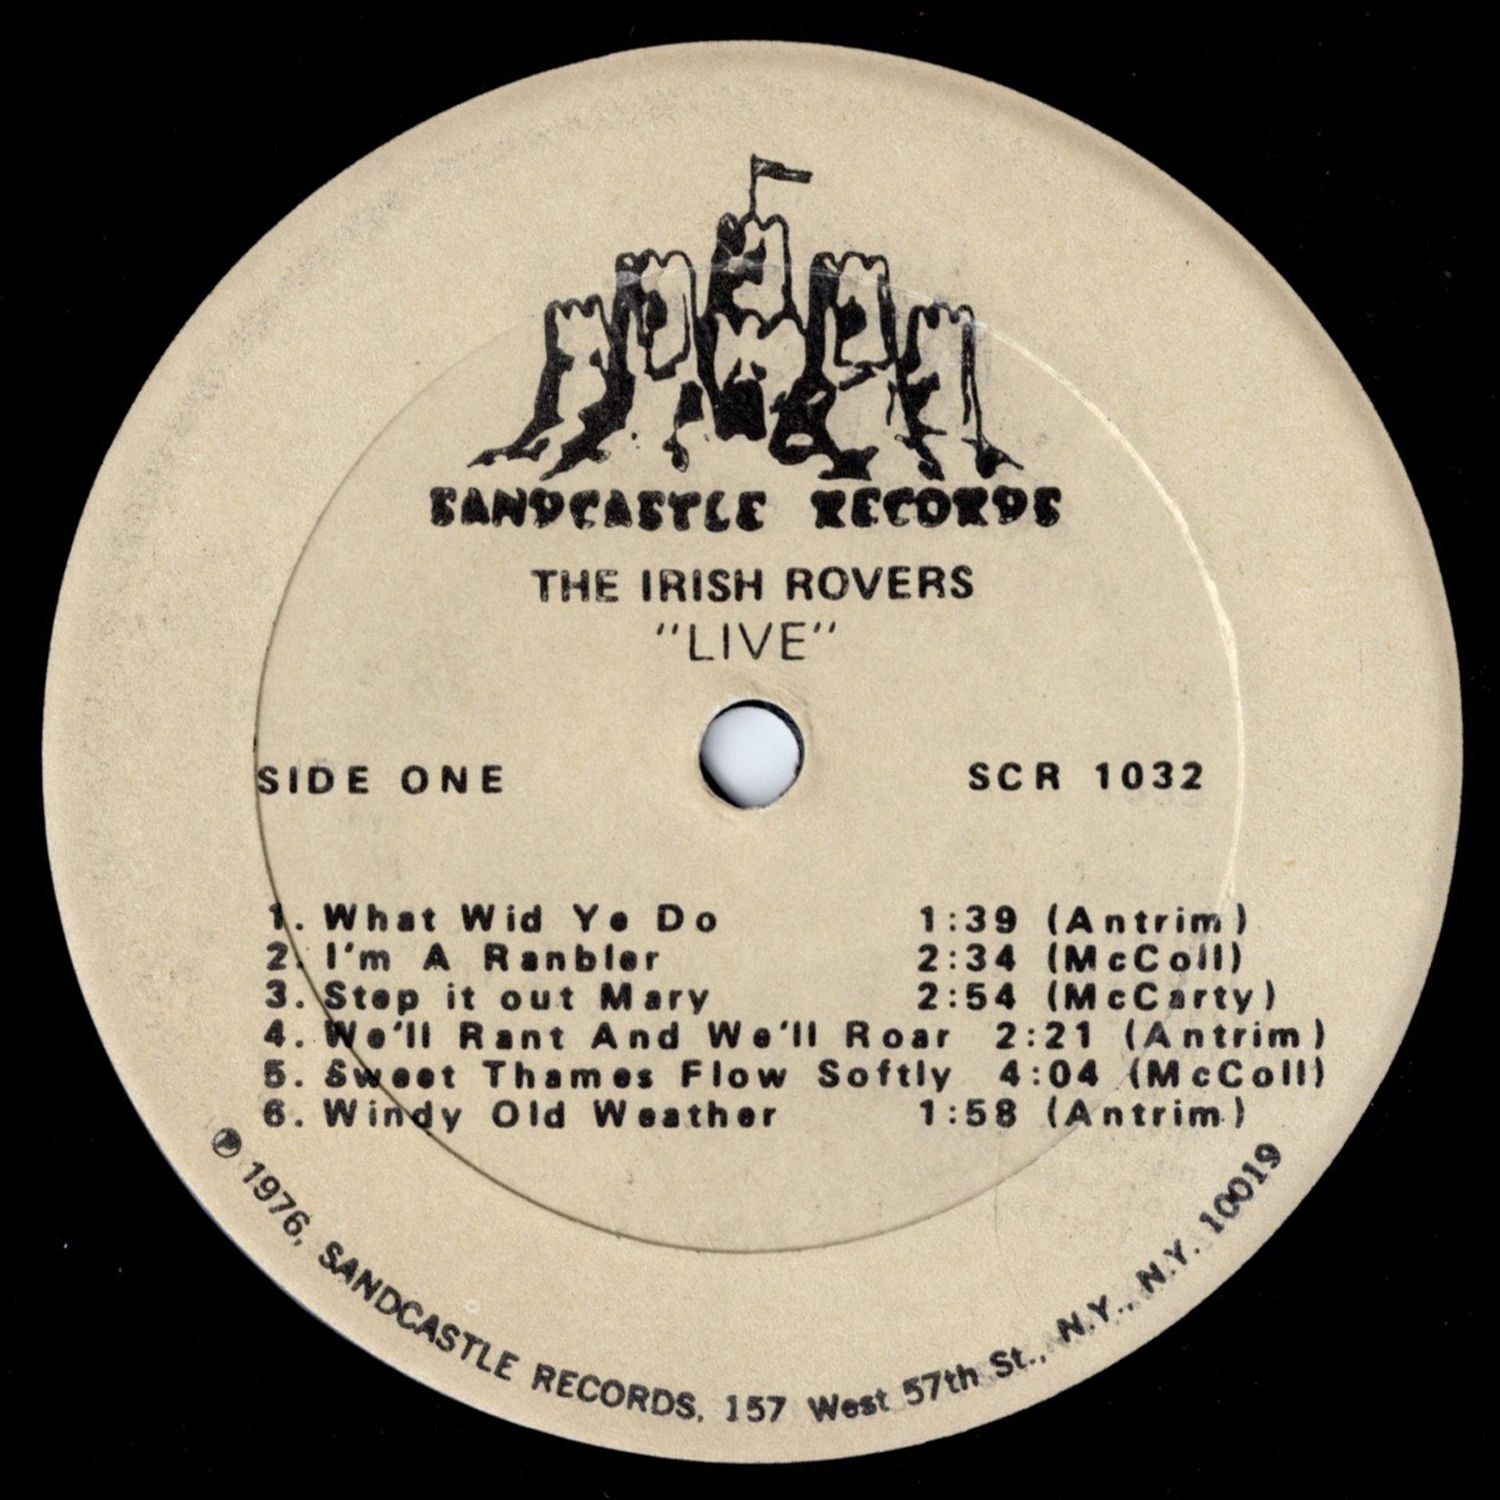 SANDCASTLE RECORDS
THE IRISH ROVERS
"LIVE"
SIDE ONE SCR 1032
1. What Wid Ye Do 1:39 (Antrim)
2. I'm A Ranbler 2:34 (McColl)
3. Step it out Mary 2:54 (McCarty)
4. We'll Rant And We'll Roar 2:21 (Antrim)
5. Sweet Thames Flow Softly 4:04 (McColl)
6. Windy Old Weather 1:58 (Antrim)
℗ 1976, SANDCASTLE RECORDS, 157 West 57th St., N.Y., N.Y. 10019